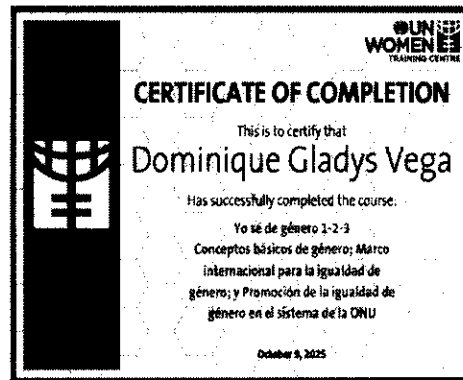 UN
WOMEN
TRAINING CENTRE
CERTIFICATE OF COMPLETION
This is to certify that
Dominique Gladys Vega
Has successfully completed the course:
Yo sé de género 1-2-3
Conceptos básicos de género; Marco
internacional para la igualdad de
género; y Promoción de la igualdad de
género en el sistema de la ONU
October 9, 2025